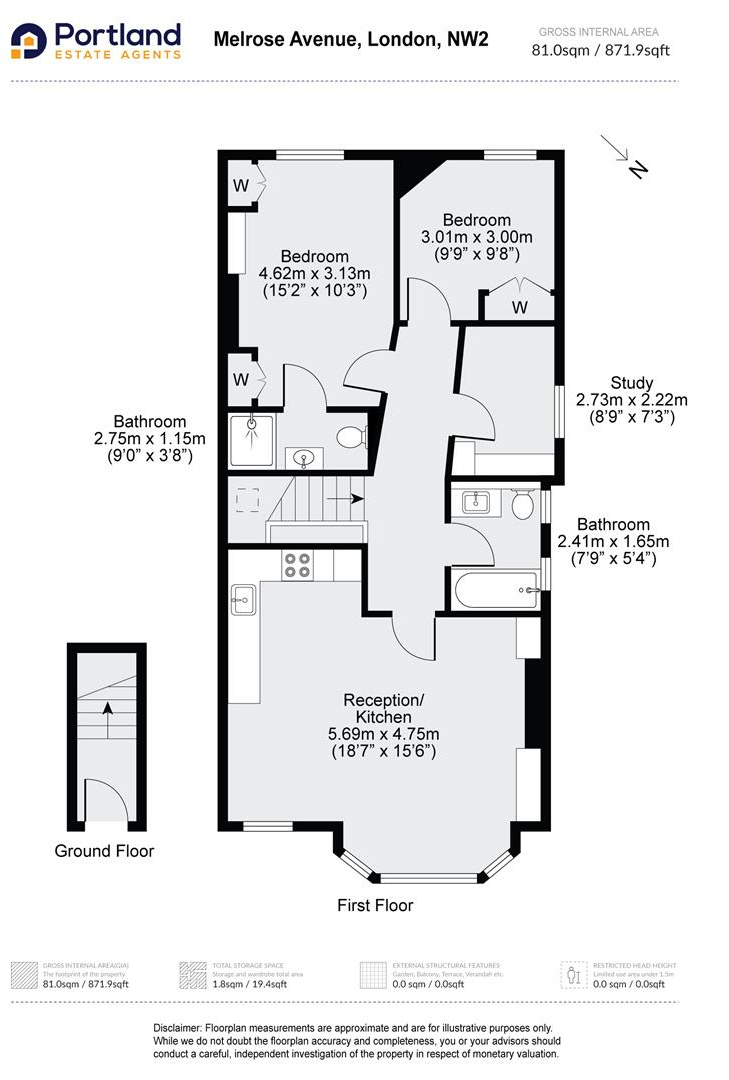 Portland
ESTATE AGENTS
Melrose Avenue, London, NW2
GROSS INTERNAL AREA
81.0sqm / 871.9sqft
N
W
Bedroom
4.62m x 3.13m
(15'2" x 10'3")
Bedroom
3.01m x 3.00m
(9'9" x 9'8")
W
W
Study
2.73m x 2.22m
(8'9" x 7'3")
Bathroom
2.75m x 1.15m
(9'0" x 3'8")
Bathroom
2.41m x 1.65m
(7'9" x 5'4")
Reception/
Kitchen
5.69m x 4.75m
(18'7" x 15'6")
Ground Floor
First Floor
GROSS INTERNAL AREA(GIA)
The footprint of the property
81.0sqm / 871.9sqft
TOTAL STORAGE SPACE
Storage and wardrobe total area
1.8sqm / 19.4sqft
EXTERNAL STRUCTURAL FEATURES
Garden, Balcony, Terrace, Verandah etc.
0.0 sqm / 0.0sqft
RESTRICTED HEAD HEIGHT
Limited use area under 1.5m
0.0 sqm / 0.0sqft
Disclaimer: Floorplan measurements are approximate and are for illustrative purposes only.
While we do not doubt the floorplan accuracy and completeness, you or your advisors should
conduct a careful, independent investigation of the property in respect of monetary valuation.